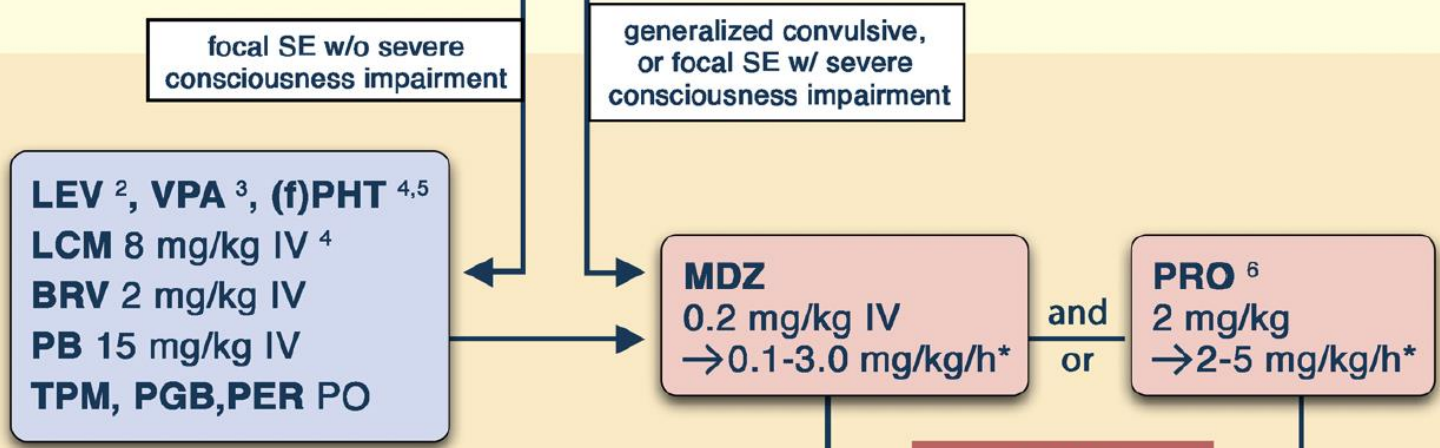 focal SE w/o severe
consciousness impairment
generalized convulsive,
or focal SE w/ severe
consciousness impairment
LEV ², VPA ³, (f)PHT ⁴,⁵
LCM 8 mg/kg IV ⁴
BRV 2 mg/kg IV
PB 15 mg/kg IV
TPM, PGB,PER PO
MDZ
0.2 mg/kg IV
→0.1-3.0 mg/kg/h*
and
or
PRO ⁶
2 mg/kg
→2-5 mg/kg/h*